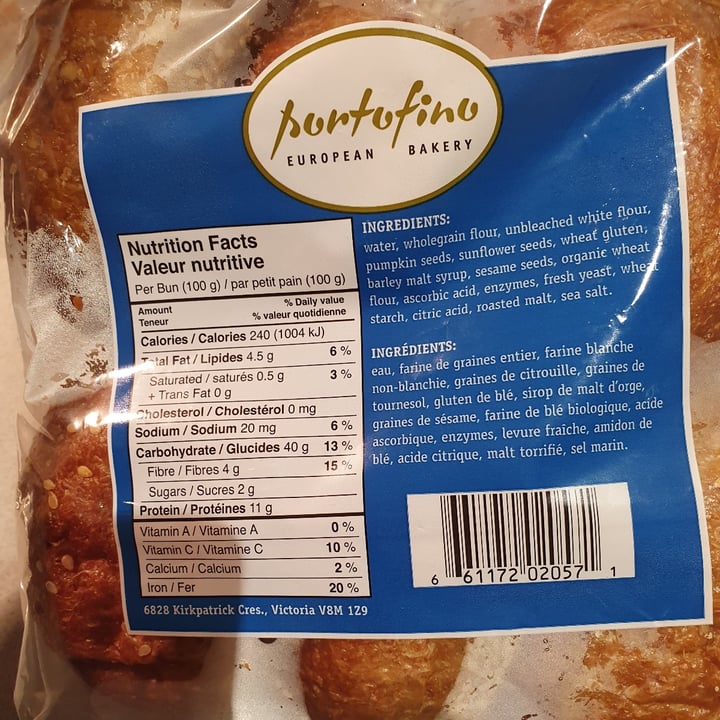 portofino
EUROPEAN BAKERY
Nutrition Facts
Valeur nutritive
Per Bun (100 g) / par petit pain (100 g)
Amount % Daily value
Teneur % valeur quotidienne
Calories / Calories 240 (1004 kJ)
Total Fat / Lipides 4.5 g 6 %
Saturated / saturés 0.5 g 3 %
+ Trans Fat 0 g
Cholesterol / Cholestérol 0 mg
Sodium / Sodium 20 mg 6 %
Carbohydrate / Glucides 40 g 13 %
Fibre / Fibres 4 g 15 %
Sugars / Sucres 2 g
Protein / Protéines 11 g
Vitamin A / Vitamine A 0 %
Vitamin C / Vitamine C 10 %
Calcium / Calcium 2 %
Iron / Fer 20 %
6828 Kirkpatrick Cres., Victoria V8M 1Z9
INGREDIENTS:
water, wholegrain flour, unbleached white flour,
pumpkin seeds, sunflower seeds, wheat gluten,
barley malt syrup, sesame seeds, organic wheat
flour, ascorbic acid, enzymes, fresh yeast, wheat
starch, citric acid, roasted malt, sea salt.
INGRÉDIENTS:
eau, farine de graines entier, farine blanche
non-blanchie, graines de citrouille, graines de
tournesol, gluten de blé, sirop de malt d'orge,
graines de sésame, farine de blé biologique, acide
ascorbique, enzymes, levure fraîche, amidon de
blé, acide citrique, malt torrifié, sel marin.
6 61172 02057 1